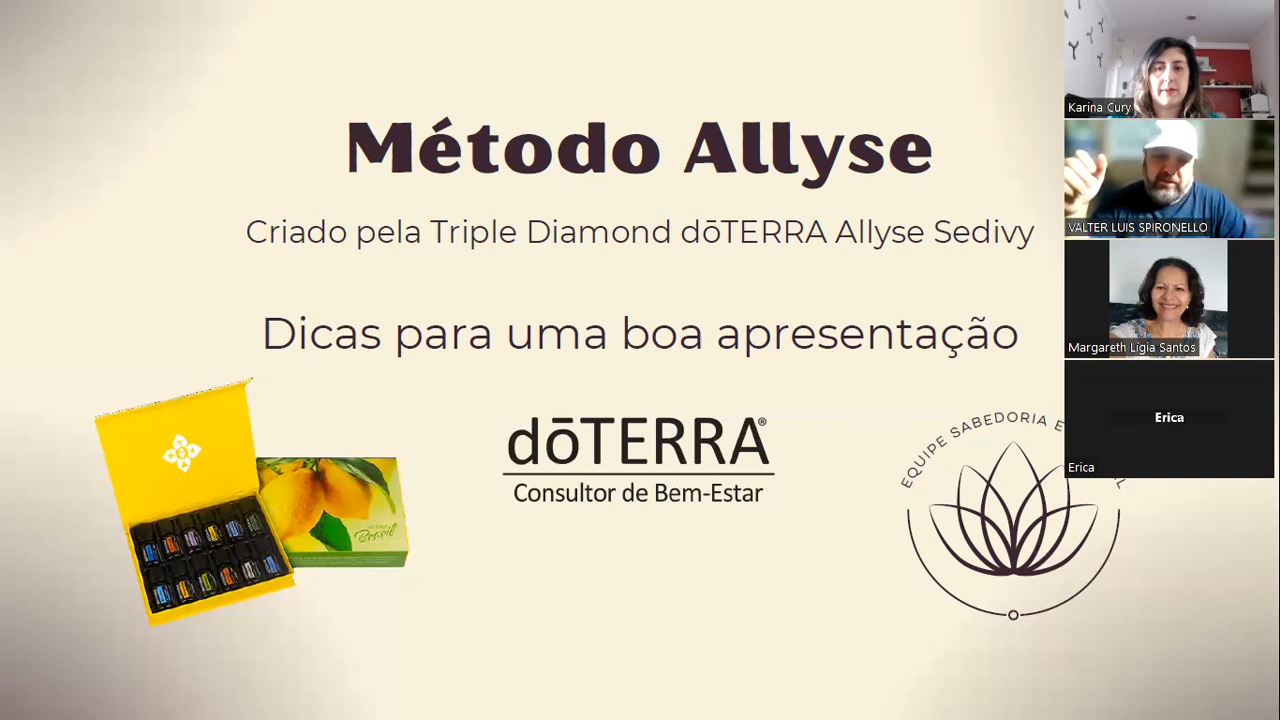 Método Allyse
Criado pela Triple Diamond dōTERRA Allyse Sedivy
Dicas para uma boa apresentação
dōTERRA®
Consultor de Bem-Estar
Brasil
EQUIPE SABEDORIA E
Karina Cury
VALTER LUIS SPIRONELLO
Margareth Lígia Santos
Erica
Erica